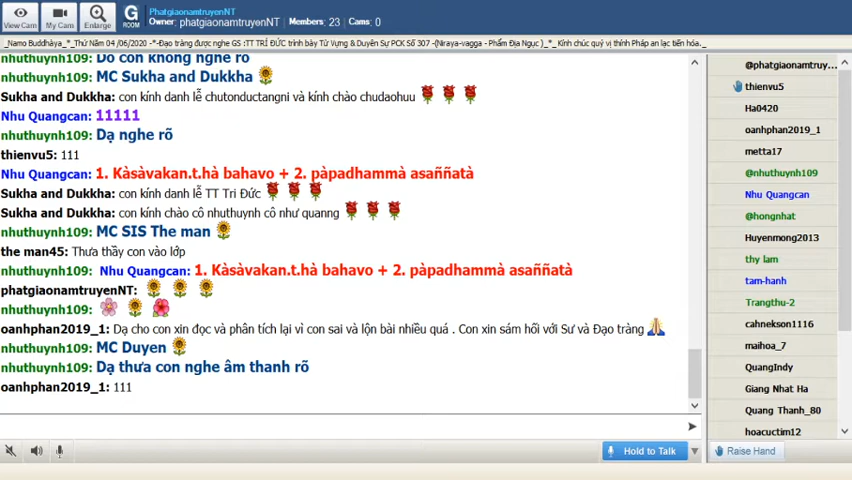 View Cam
My Cam
Enlarge
G
ROOM
PhatgiaonamtruyenNT
Owner: phatgiaonamtruyenNT | Members: 23 | Cams: 0
_Namo Buddhàya_*_Thứ Năm 04 /06/2020 -*-Đạo tràng được nghe GS :TT TRÍ ĐỨC trình bày Từ Vựng & Duyên Sự PCK Số 307 -(Niraya-vagga - Phẩm Địa Ngục )_*_Kính chúc quý vị thính Pháp an lạc tiến hóa._
nhuthuynh109: Do con không nghe rõ
nhuthuynh109: MC Sukha and Dukkha
Sukha and Dukkha: con kính danh lễ chutonductangni và kính chào chudaohuu
Nhu Quangcan: 11111
nhuthuynh109: Dạ nghe rõ
thienvu5: 111
Nhu Quangcan: 1. Kàsàvakan.t.hà bahavo + 2. pàpadhammà asaññatà
Sukha and Dukkha: con kính danh lễ TT Tri Đức
Sukha and Dukkha: con kính chào cô nhuthuynh cô như quanng
nhuthuynh109: MC SIS The man
the man45: Thưa thầy con vào lớp
nhuthuynh109: Nhu Quangcan: 1. Kàsàvakan.t.hà bahavo + 2. pàpadhammà asaññatà
phatgiaonamtruyenNT:
nhuthuynh109:
oanhphan2019_1: Dạ cho con xin đọc và phân tích lại vì con sai và lộn bài nhiều quá . Con xin sám hối với Sư và Đạo tràng
nhuthuynh109: MC Duyen
nhuthuynh109: Dạ thưa con nghe âm thanh rõ
oanhphan2019_1: 111
Hold to Talk
@phatgiaonamtruy...
thienvu5
Ha0420
oanhphan2019_1
metta17
@nhuthuynh109
Nhu Quangcan
@hongnhat
Huyenmong2013
thy lam
tam-hanh
Trangthu-2
cahnekson1116
maihoa_7
QuangIndy
Giang Nhat Ha
Quang Thanh_80
hoacuctim12
Raise Hand